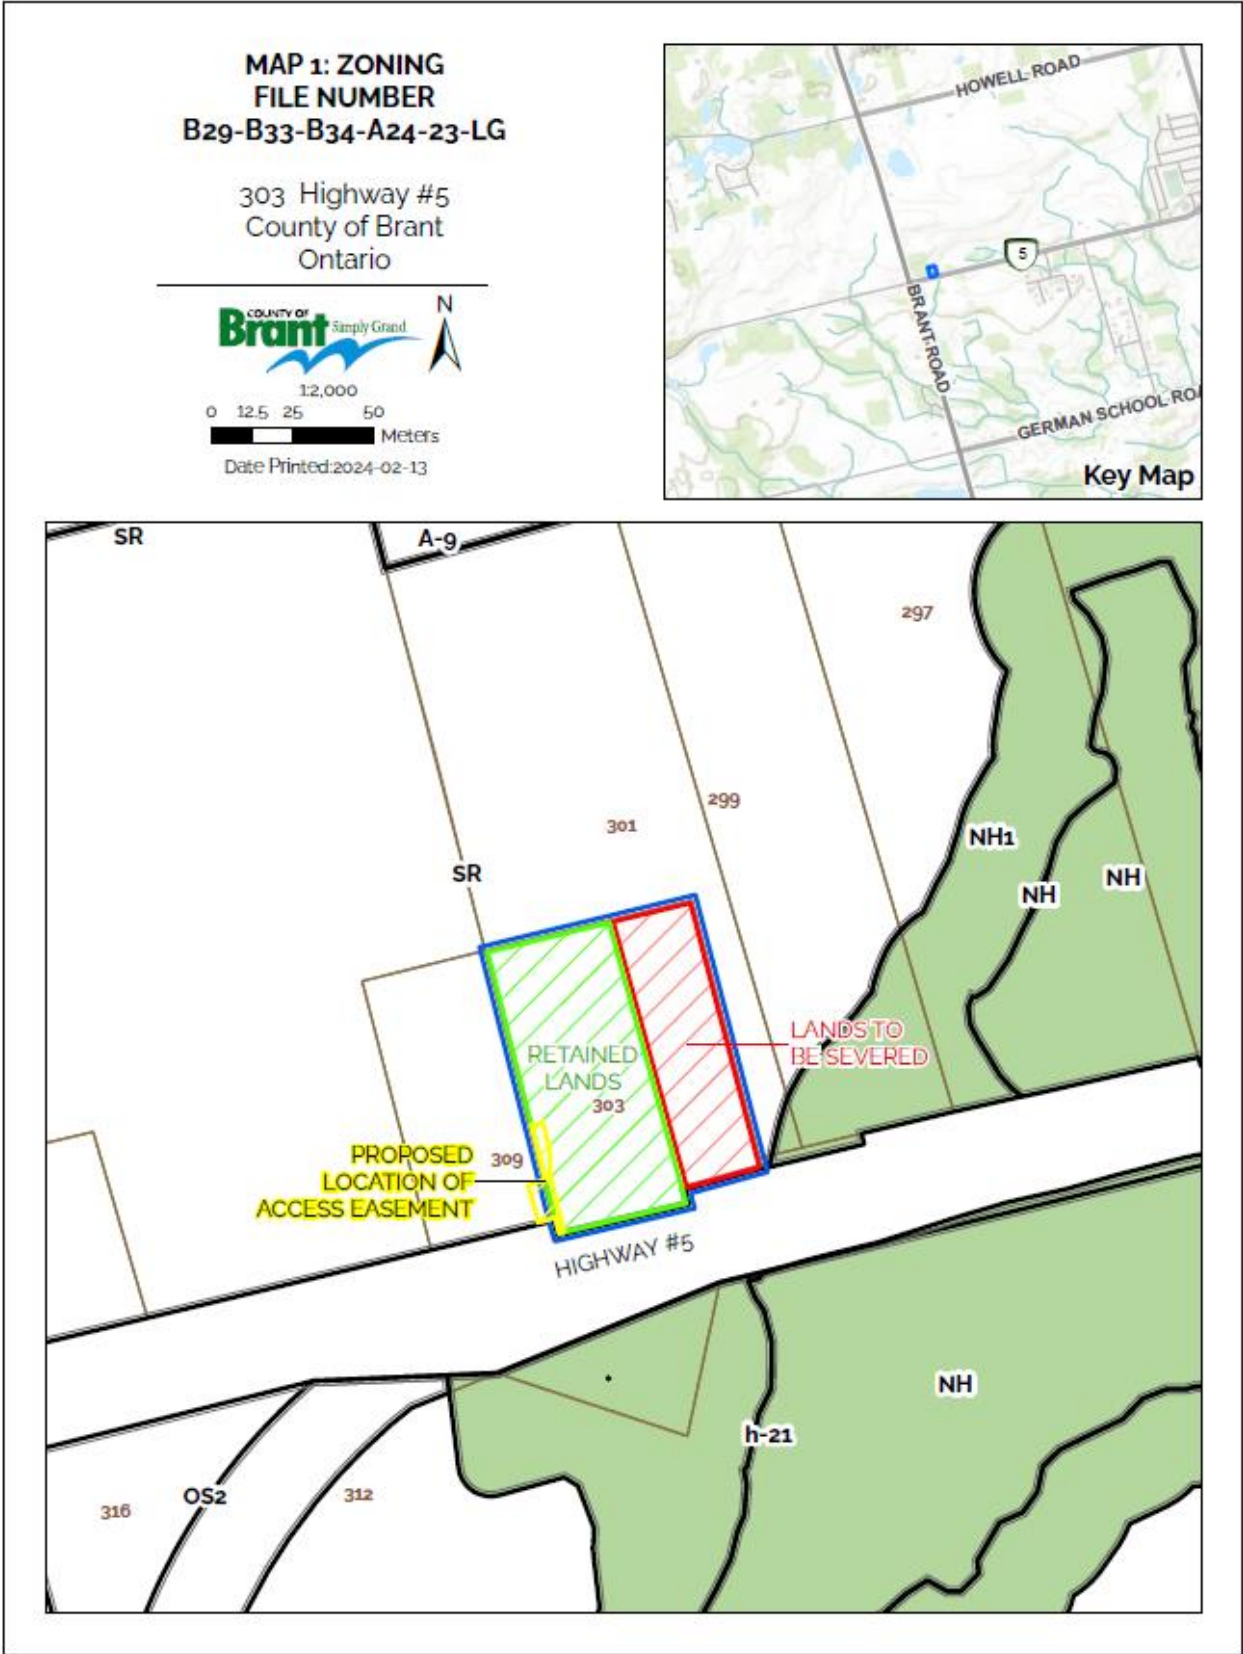 MAP 1: ZONING
FILE NUMBER
B29-B33-B34-A24-23-LG
303 Highway #5
County of Brant
Ontario
COUNTY OF
Brant Simply Grand
N
1:2,000
0 12.5 25 50
Meters
Date Printed:2024-02-13
HOWELL ROAD
5
BRANT ROAD
GERMAN SCHOOL ROA
Key Map
SR
A-9
297
299
301
NH1
SR
NH
NH
LANDS TO
BE SEVERED
RETAINED
LANDS
303
PROPOSED
LOCATION OF
ACCESS EASEMENT
309
HIGHWAY #5
NH
h-21
OS2
312
316